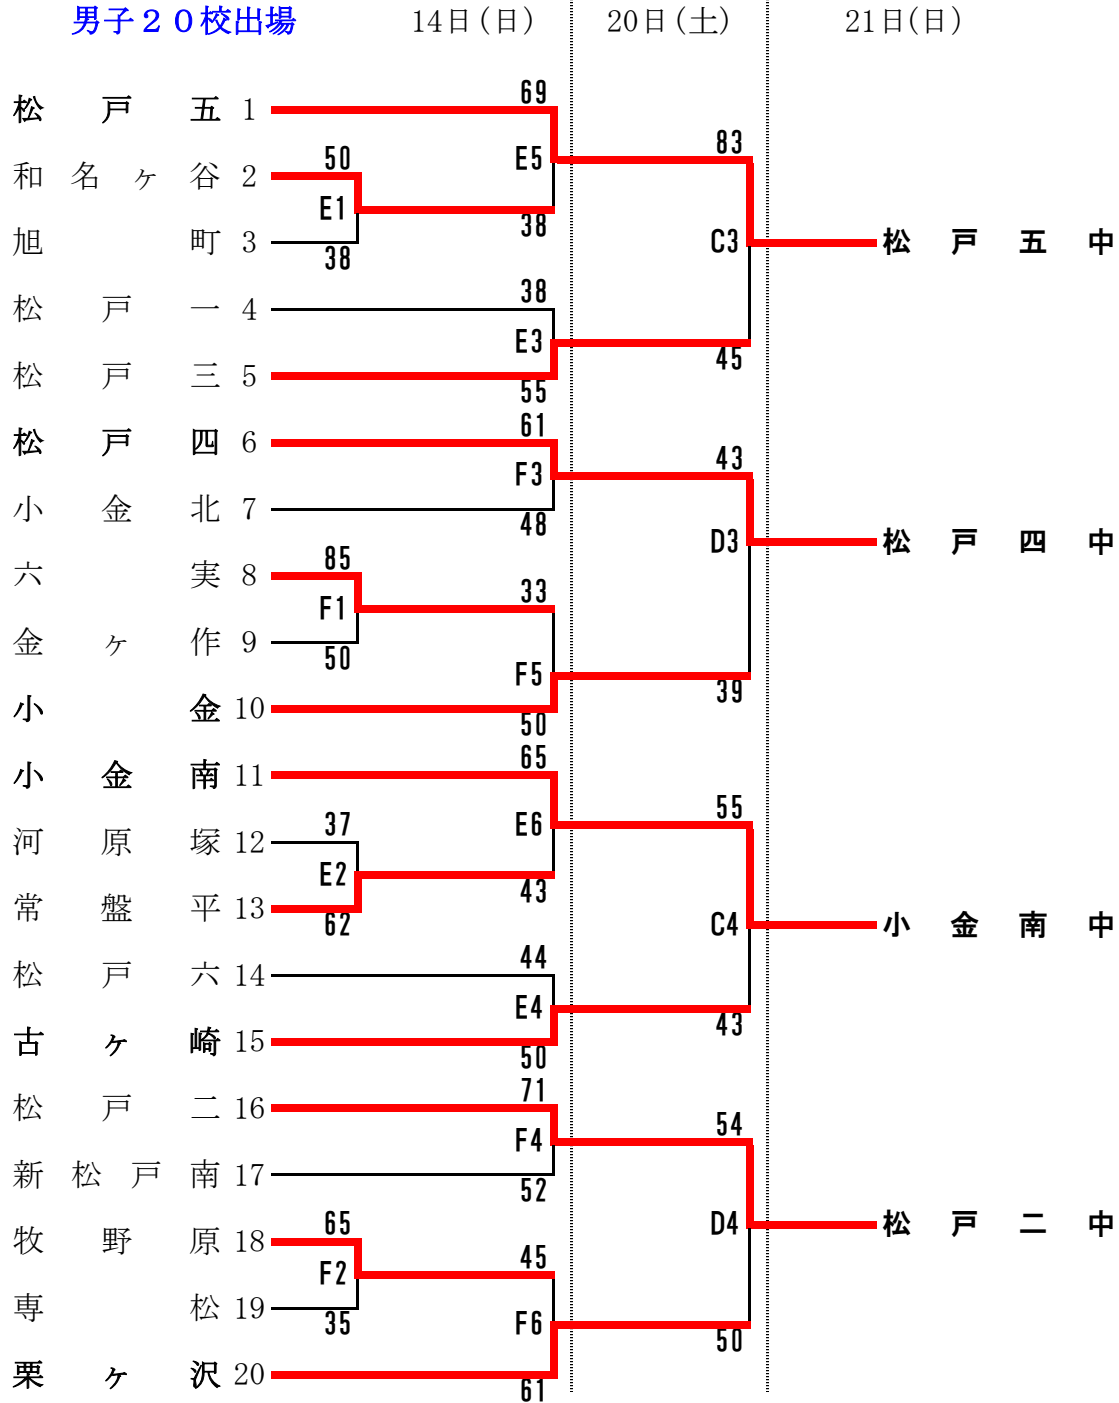 男子２０校出場 14日(日) 20日(土) 21日(日)
69
松戸五 1
83
50 E5
和名ヶ谷 2
E1
38
旭町 3 C3 松戸五中
38
38
松戸一 4
E3
45
松戸三 5
55
61
松戸四 6
43
F3
小金北 7
48
D3 松戸四中
85
六実 8
33
F1
金ヶ作 9
50
F5
39
小金 10
50
65
小金南 11
55
37 E6
河原塚 12
E2
43
常盤平 13
62
C4 小金南中
44
松戸六 14
E4
43
古ヶ崎 15
50
71
松戸二 16
54
F4
新松戸南 17
52
65 D4 松戸二中
牧野原 18
45
F2
専松 19
35 F6
50
栗ヶ沢 20
61